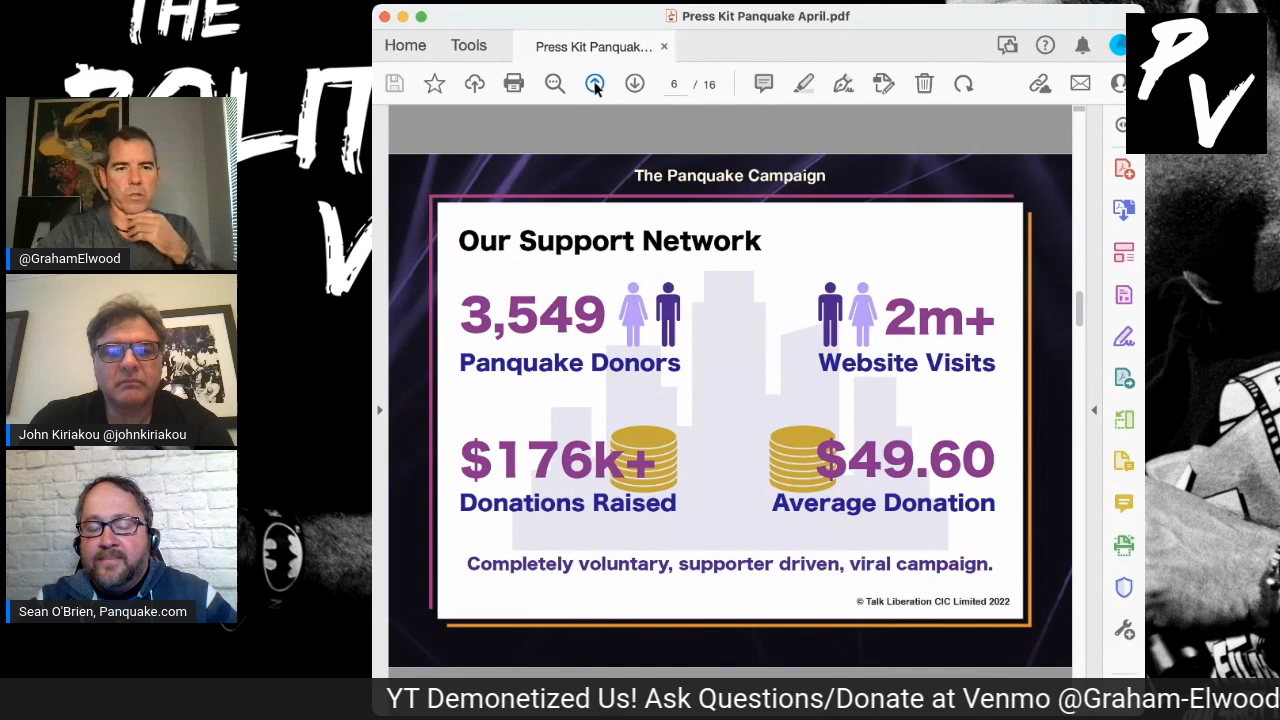 THE
Press Kit Panquake April.pdf
Home
Tools
Press Kit Panquak... ×
6 / 16
PV
@GrahamElwood
John Kiriakou @johnkiriakou
Sean O'Brien, Panquake.com
The Panquake Campaign
Our Support Network
3,549
2m+
Panquake Donors
Website Visits
$176k+
$49.60
Donations Raised
Average Donation
Completely voluntary, supporter driven, viral campaign.
© Talk Liberation CIC Limited 2022
YT Demonetized Us! Ask Questions/Donate at Venmo @Graham-Elwood